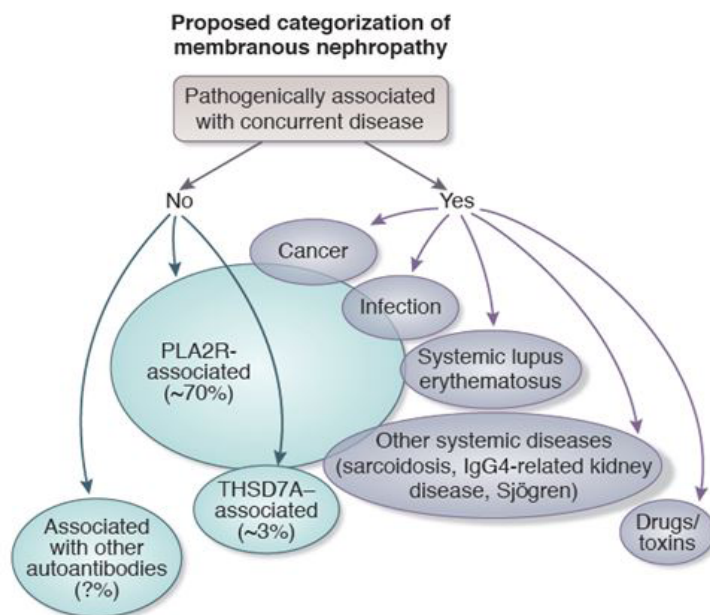 Proposed categorization of
membranous nephropathy
Pathogenically associated
with concurrent disease
No
Yes
Cancer
Infection
PLA2R-
associated
(~70%)
Systemic lupus
erythematosus
Other systemic diseases
(sarcoidosis, IgG4-related kidney
disease, Sjögren)
THSD7A–
associated
(~3%)
Associated
with other
autoantibodies
(?%)
Drugs/
toxins